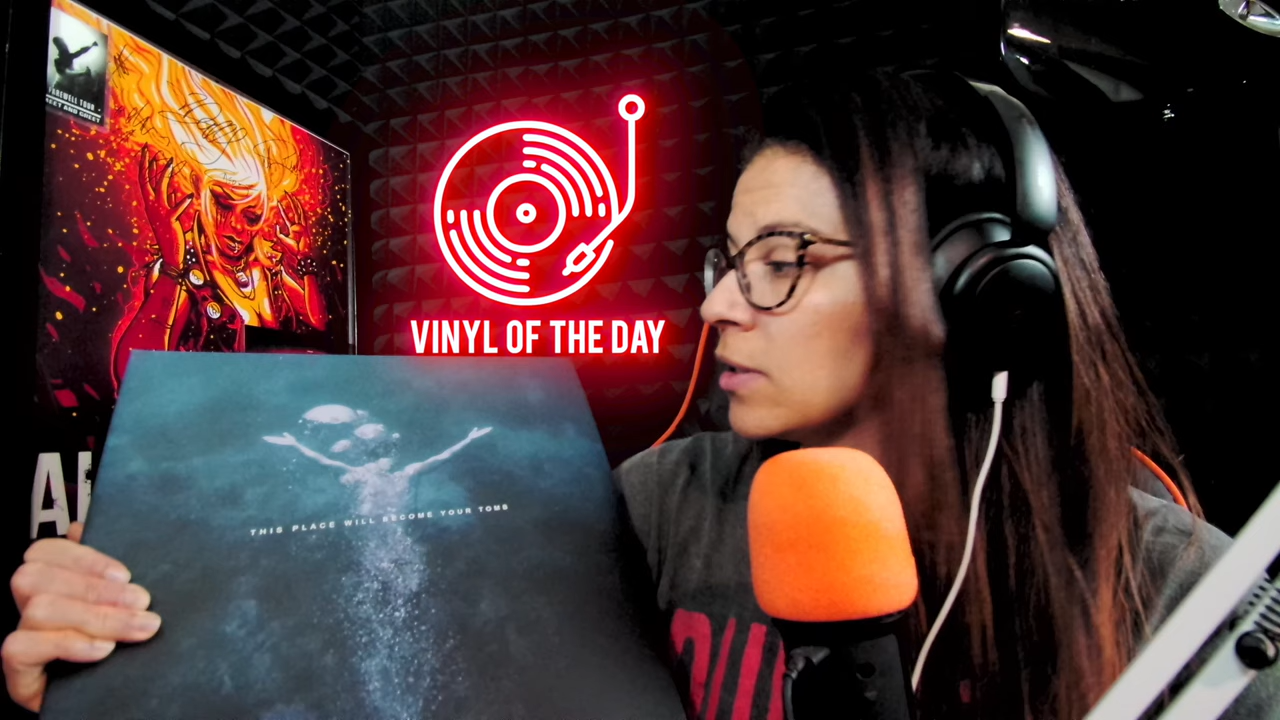 FAREWELL TOUR
MEET AND GREET
VINYL OF THE DAY
THIS PLACE WILL BECOME YOUR TOMB